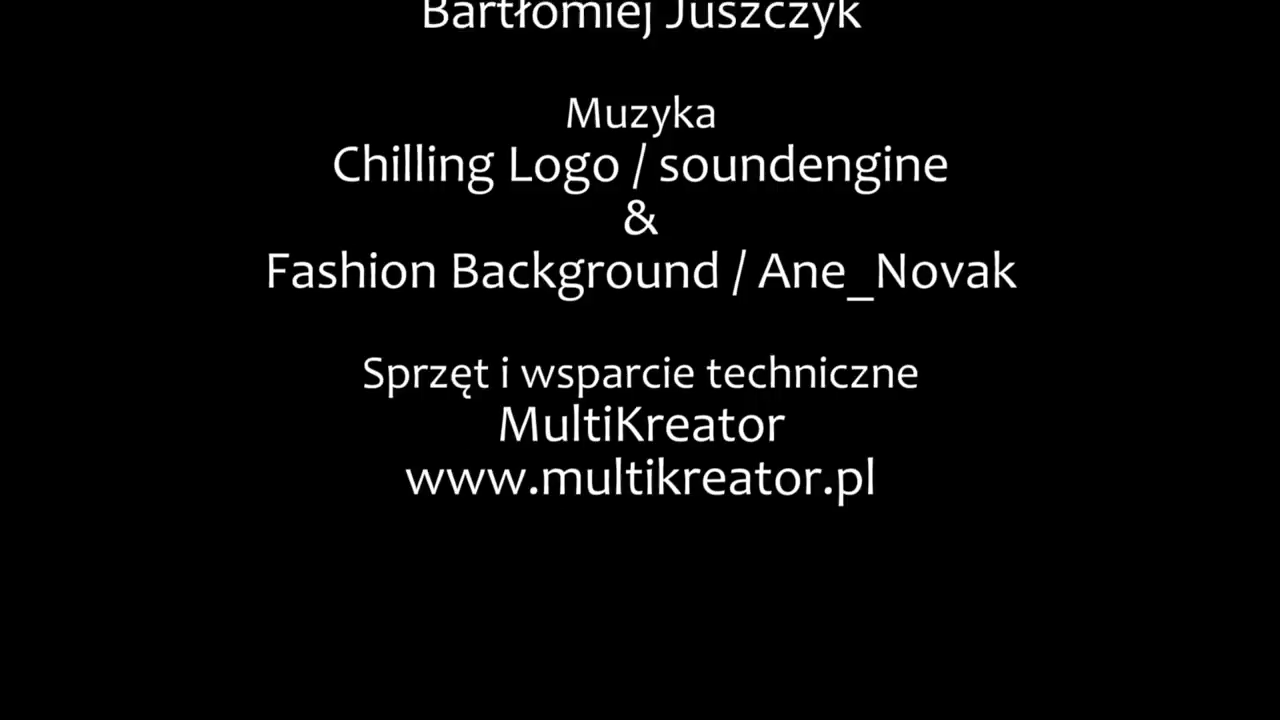 Bartłomiej Juszczyk
Muzyka
Chilling Logo / soundengine
&
Fashion Background / Ane_Novak
Sprzęt i wsparcie techniczne
MultiKreator
www.multikreator.pl